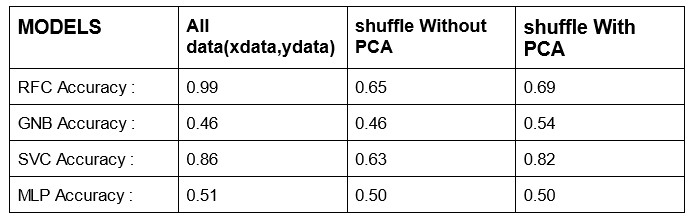 MODELS
All
data(xdata,ydata)
shuffle Without
PCA
shuffle With
PCA
RFC Accuracy :
0.99
0.65
0.69
GNB Accuracy :
0.46
0.46
0.54
SVC Accuracy :
0.86
0.63
0.82
MLP Accuracy :
0.51
0.50
0.50